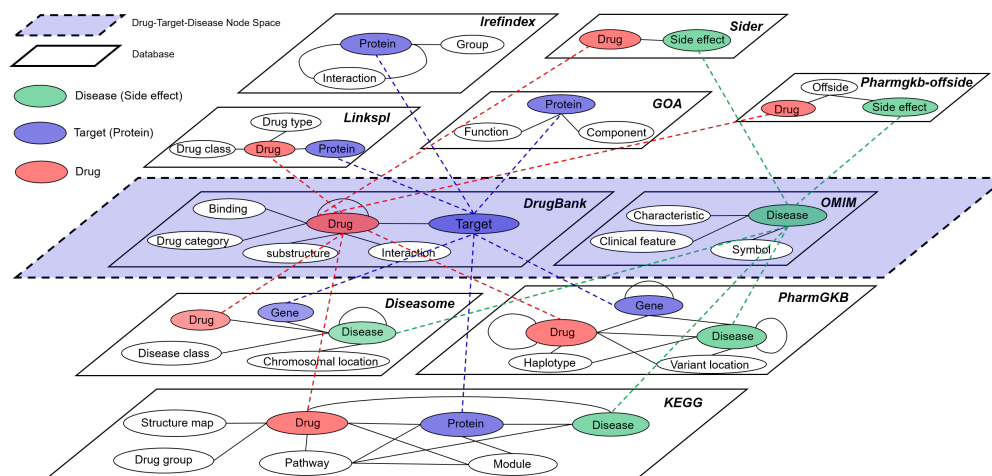 Drug-Target-Disease Node Space
Database
Disease (Side effect)
Target (Protein)
Drug
Irefindex
Protein
Group
Interaction
Sider
Drug
Side effect
Pharmgkb-offside
Offside
Drug
Side effect
Linkspl
Drug type
Drug class
Drug
Protein
GOA
Protein
Function
Component
DrugBank
Binding
Drug
Target
Drug category
substructure
Interaction
OMIM
Characteristic
Disease
Clinical feature
Symbol
Diseasome
Gene
Drug
Disease
Disease class
Chromosomal location
PharmGKB
Gene
Drug
Disease
Haplotype
Variant location
KEGG
Structure map
Drug
Protein
Disease
Drug group
Pathway
Module